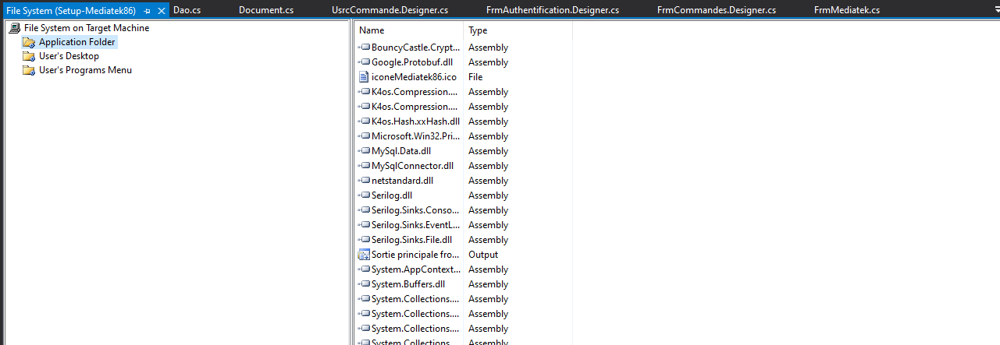 File System (Setup-Mediatek86) Dao.cs Document.cs UsrcCommande.Designer.cs FrmAuthentification.Designer.cs FrmCommandes.Designer.cs FrmMediatek.cs
File System on Target Machine
Application Folder
User's Desktop
User's Programs Menu
Name Type
BouncyCastle.Crypt... Assembly
Google.Protobuf.dll Assembly
iconeMediatek86.ico File
K4os.Compression.... Assembly
K4os.Compression.... Assembly
K4os.Hash.xxHash.dll Assembly
Microsoft.Win32.Pri... Assembly
MySql.Data.dll Assembly
MySqlConnector.dll Assembly
netstandard.dll Assembly
Serilog.dll Assembly
Serilog.Sinks.Conso... Assembly
Serilog.Sinks.EventL... Assembly
Serilog.Sinks.File.dll Assembly
Sortie principale fro... Output
System.AppContext... Assembly
System.Buffers.dll Assembly
System.Collections.... Assembly
System.Collections.... Assembly
System.Collections.... Assembly
System.Collections.... Assembly